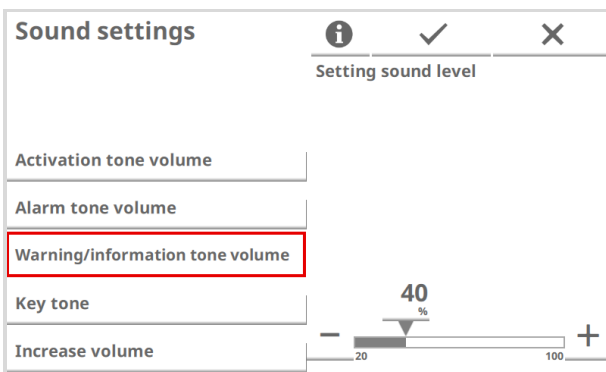 Sound settings
Setting sound level
Activation tone volume
Alarm tone volume
Warning/information tone volume
Key tone
Increase volume
40
%
− +
20 100